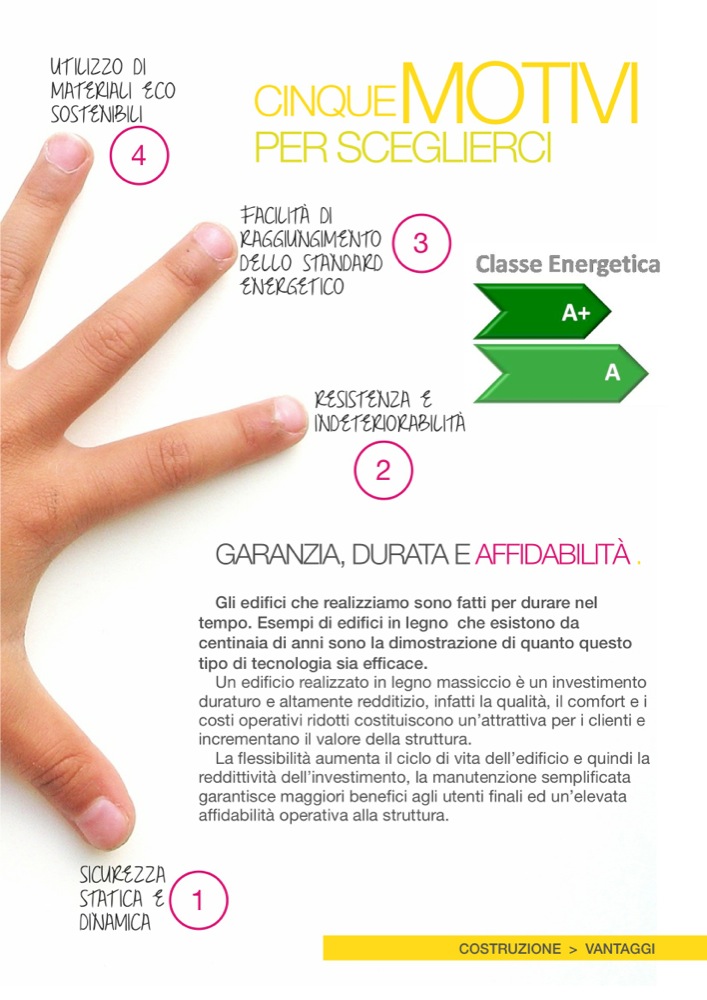 UTILIZZO DI
MATERIALI ECO
SOSTENIBILI
4
CINQUE MOTIVI
PER SCEGLIERCI
FACILITÀ DI
RAGGIUNGIMENTO
DELLO STANDARD
ENERGETICO
3
Classe Energetica
A+
A
RESISTENZA E
INDETERIORABILITÀ
2
GARANZIA, DURATA E AFFIDABILITÀ .
Gli edifici che realizziamo sono fatti per durare nel
tempo. Esempi di edifici in legno che esistono da
centinaia di anni sono la dimostrazione di quanto questo
tipo di tecnologia sia efficace.
Un edificio realizzato in legno massiccio è un investimento
duraturo e altamente redditizio, infatti la qualità, il comfort e i
costi operativi ridotti costituiscono un'attrattiva per i clienti e
incrementano il valore della struttura.
La flessibilità aumenta il ciclo di vita dell'edificio e quindi la
reddittività dell'investimento, la manutenzione semplificata
garantisce maggiori benefici agli utenti finali ed un'elevata
affidabilità operativa alla struttura.
SICUREZZA
STATICA E
DINAMICA
1
COSTRUZIONE > VANTAGGI